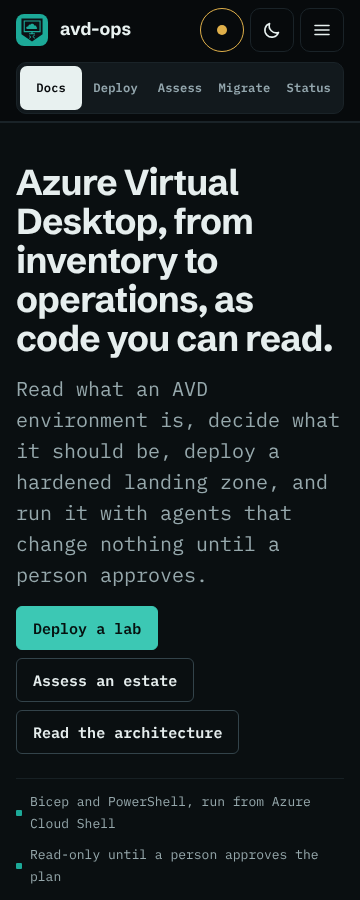 avd-ops
Docs Deploy Assess Migrate Status
Azure Virtual
Desktop, from
inventory to
operations, as
code you can read.
Read what an AVD
environment is, decide what
it should be, deploy a
hardened landing zone, and
run it with agents that
change nothing until a
person approves.
Deploy a lab
Assess an estate
Read the architecture
Bicep and PowerShell, run from Azure
Cloud Shell
Read-only until a person approves the
plan